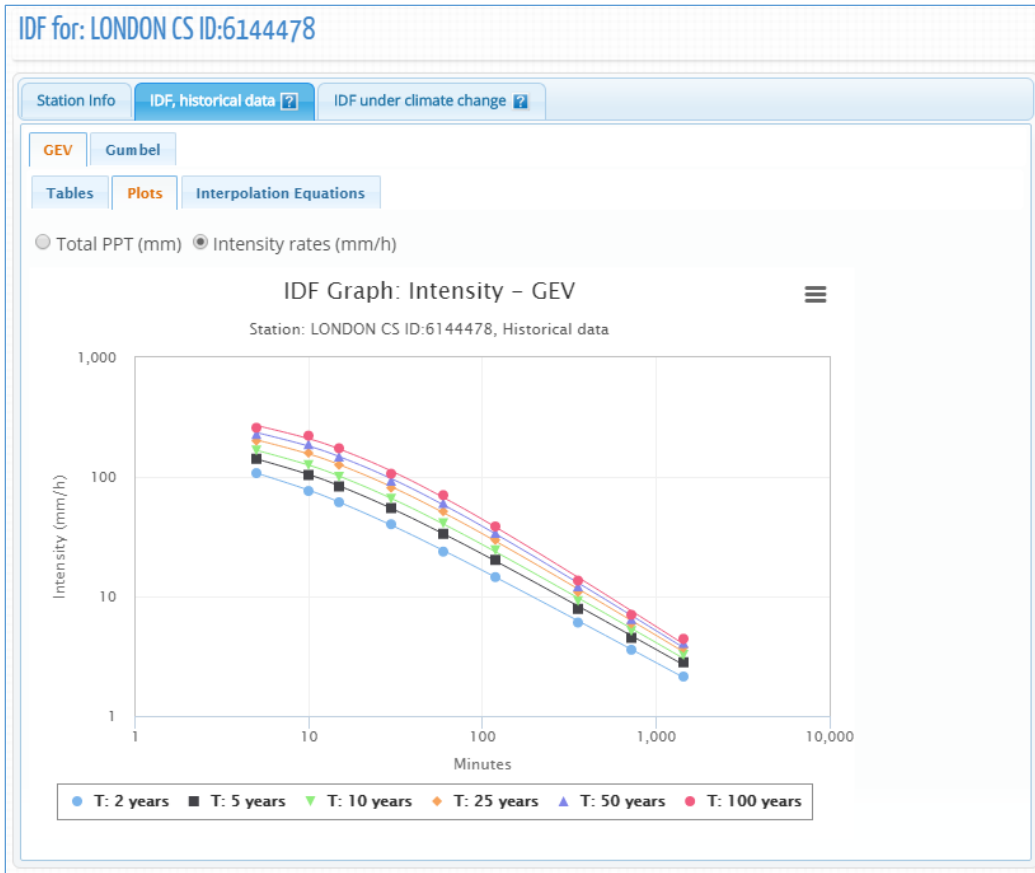 IDF for: LONDON CS ID:6144478
Station Info IDF, historical data ? IDF under climate change ?
GEV Gumbel
Tables Plots Interpolation Equations
Total PPT (mm) Intensity rates (mm/h)
IDF Graph: Intensity – GEV
Station: LONDON CS ID:6144478, Historical data
1,000
100
10
1
Intensity (mm/h)
1 10 100 1,000 10,000
Minutes
T: 2 years T: 5 years T: 10 years T: 25 years T: 50 years T: 100 years